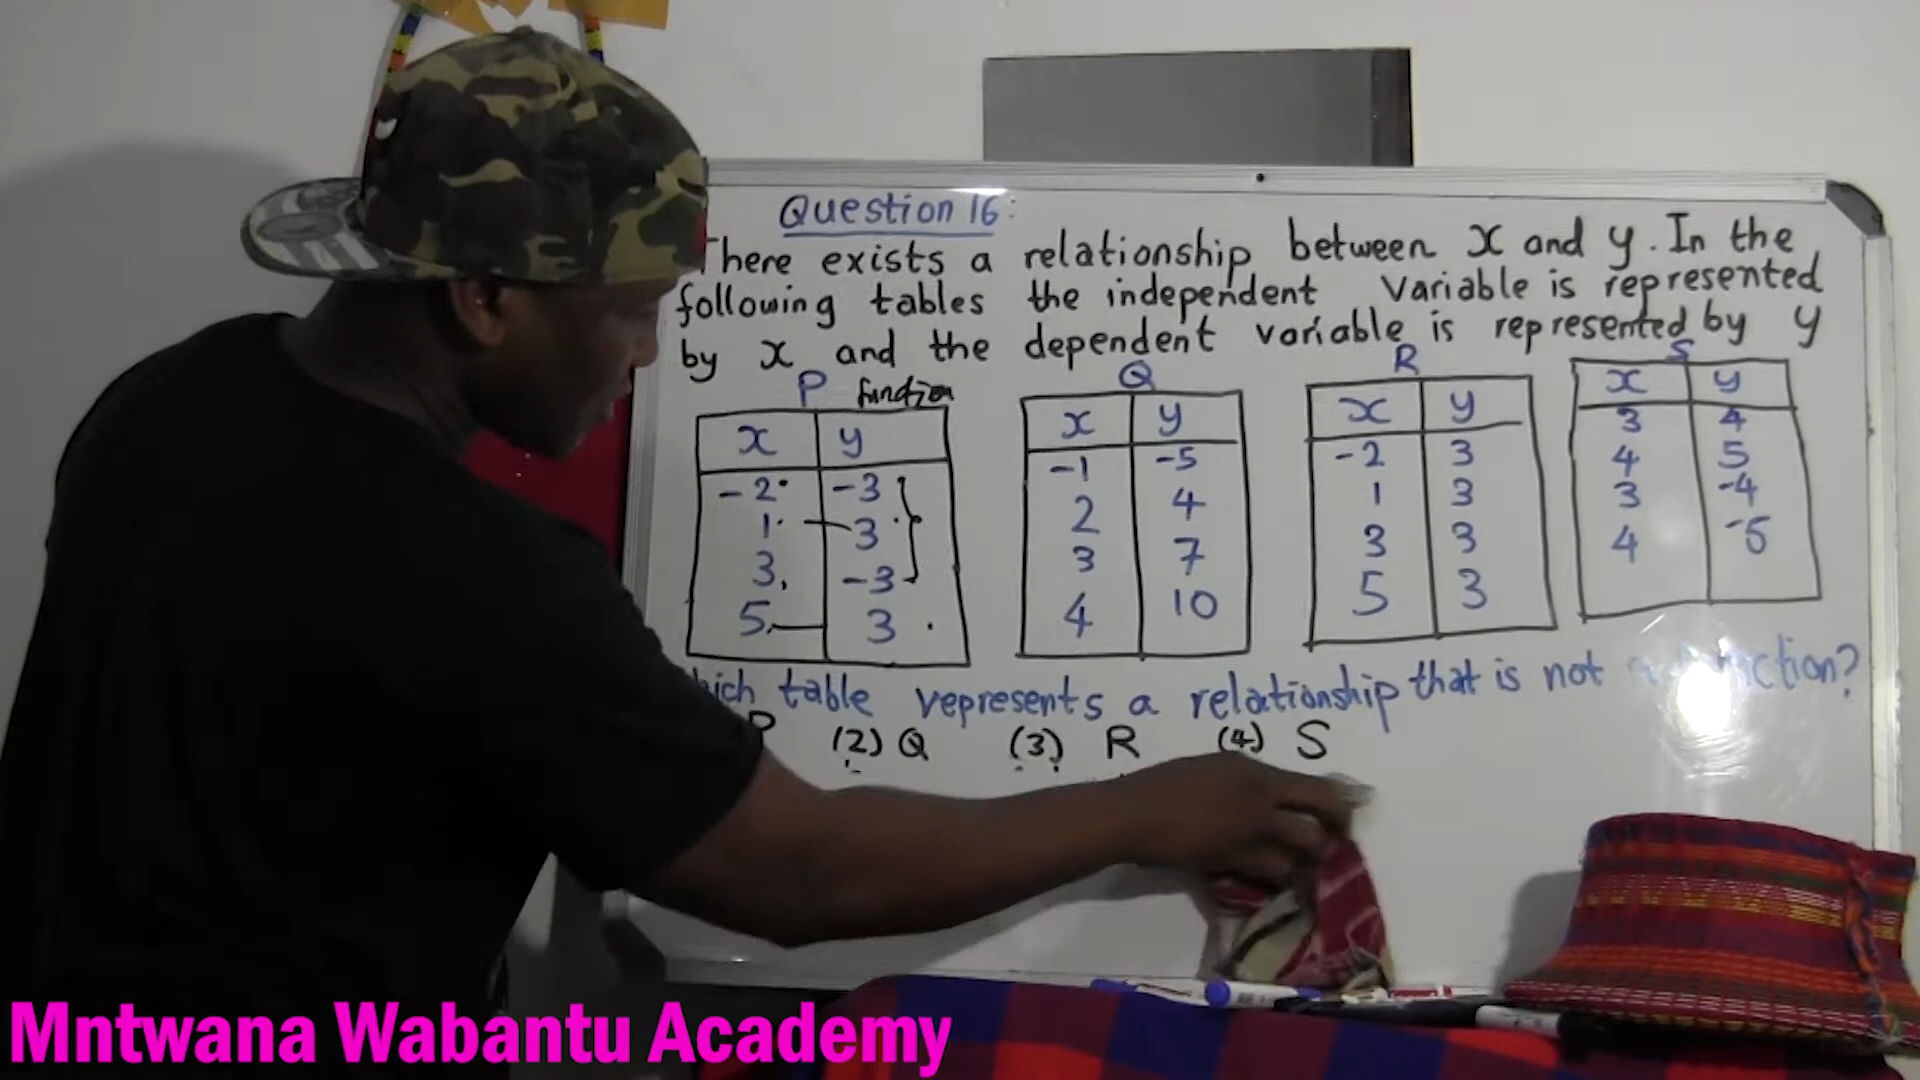 Question 16:
There exists a relationship between x and y. In the
following tables the independent variable is represented
by x and the dependent variable is represented by y
P function Q R S
x y
-2 -3
1 3
3 -3
5 3
x y
-1 -5
2 4
3 7
4 10
x y
-2 3
1 3
3 3
5 3
x y
3 4
4 5
3 -4
4 -5
table represents a relationship that is not
P (2) Q (3) R (4) S
Mntwana Wabantu Academy